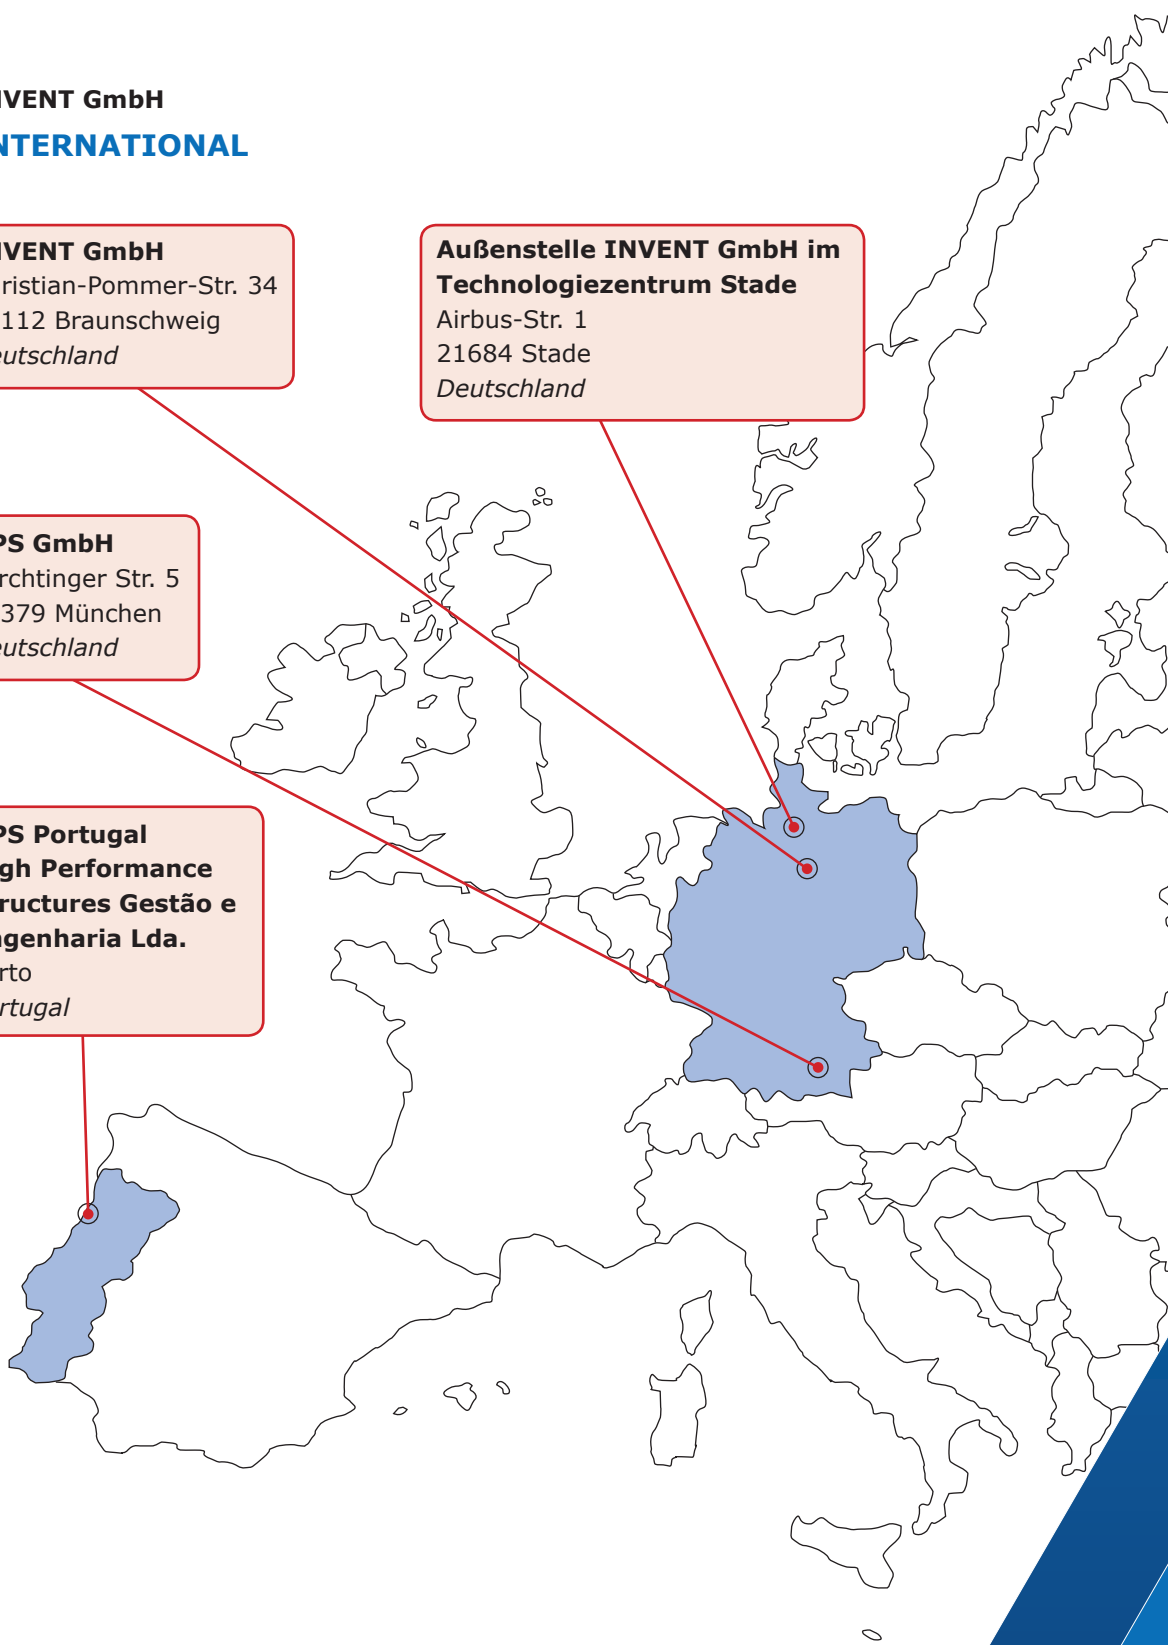 NVENT GmbH
NTERNATIONAL
NVENT GmbH
ristian-Pommer-Str. 34
112 Braunschweig
eutschland
Außenstelle INVENT GmbH im
Technologiezentrum Stade
Airbus-Str. 1
21684 Stade
Deutschland
PS GmbH
rchtinger Str. 5
379 München
eutschland
PS Portugal
gh Performance
ructures Gestão e
genharia Lda.
rto
rtugal